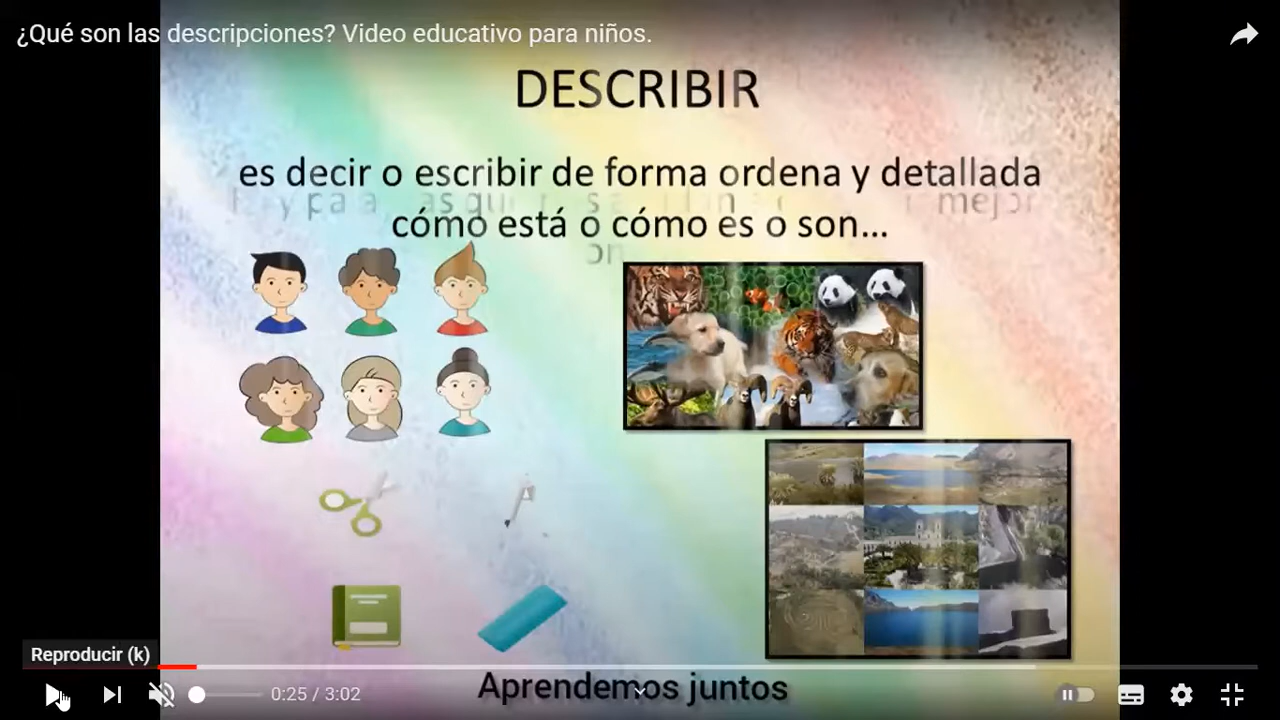 ¿Qué son las descripciones? Video educativo para niños.
DESCRIBIR
es decir o escribir de forma ordena y detallada
cómo está o cómo es o son...
Reproducir (k)
0:25 / 3:02
Aprendemos juntos